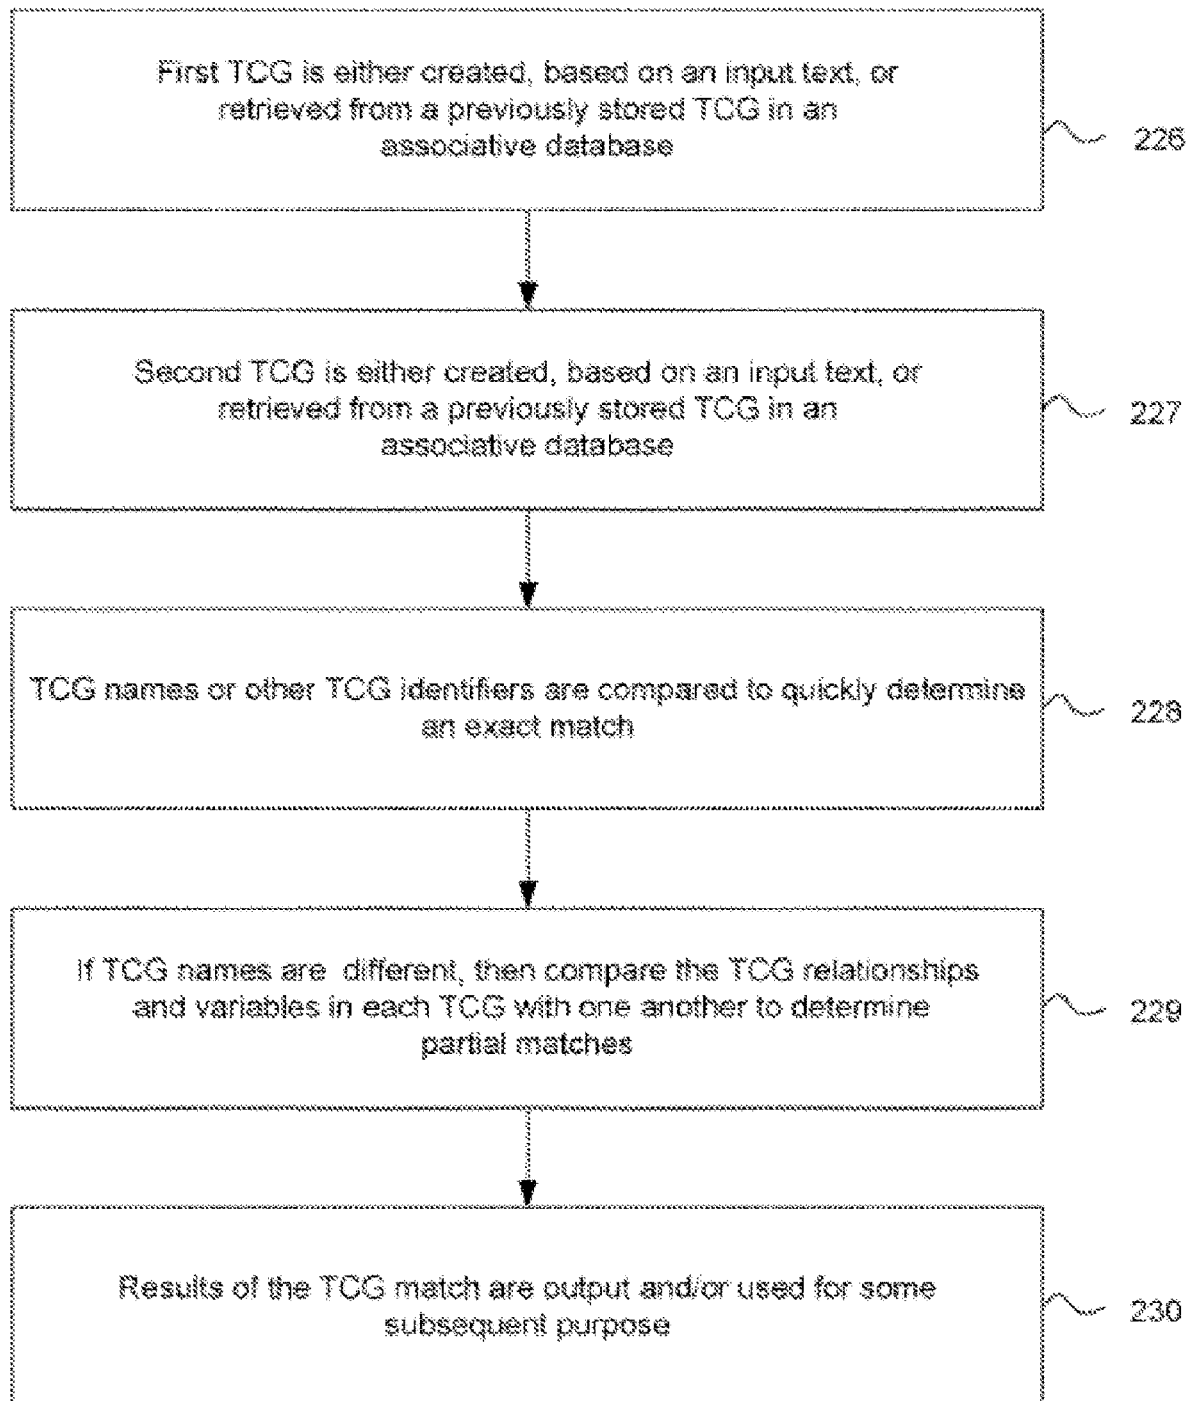 First TCG is either created, based on an input text, or
retrieved from a previously stored TCG in an
associative database
226
Second TCG is either created, based on an input text, or
retrieved from a previously stored TCG in an
associative database
227
TCG names or other TCG identifiers are compared to quickly determine
an exact match
228
If TCG names are different, then compare the TCG relationships
and variables in each TCG with one another to determine
partial matches
229
Results of the TCG match are output and/or used for some
subsequent purpose
230